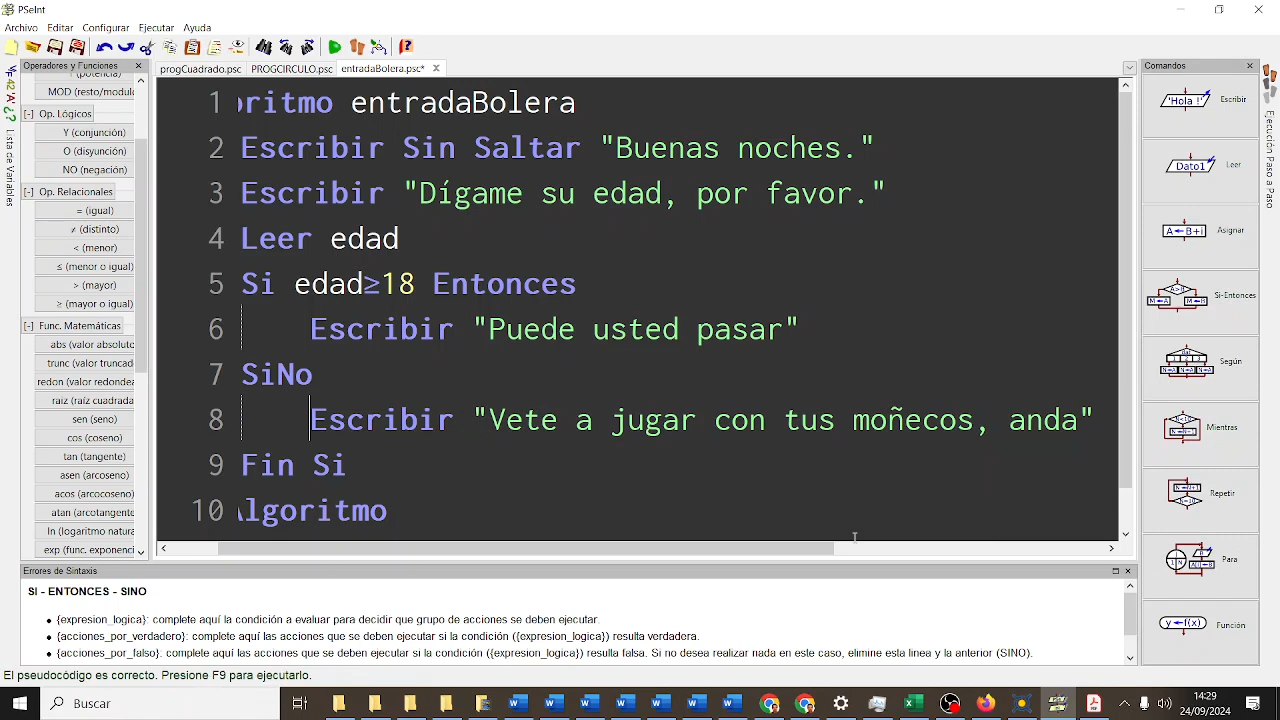 PSeInt
Archivo Editar Configurar Ejecutar Ayuda
Operadores y Funciones
progCuadrado.psc PROGCIRCULO.psc entradaBolera.psc*
Comandos
MOD (resto/modulo
[-] Op. Lógicos
Y (conjunción)
O (disyunción)
NO (negación)
[-] Op.Relacionales
= (igual)
≠ (distinto)
< (menor)
≤ (menor o igual)
> (mayor)
≥ (mayor o igual)
[-] Func. Matemáticas
abs (valor absoluto
trunc (valor truncad
redon (valor redondea
raiz (raíz cuadrada
sen (seno)
cos (coseno)
tan (tangente)
asen (arcoseno)
acos (arcocoseno)
atan (arcotangente)
ln (logaritmo natura
exp (func. exponenci
Lista de Variables
1 oritmo entradaBolera
2 Escribir Sin Saltar "Buenas noches."
3 Escribir "Dígame su edad, por favor."
4 Leer edad
5 Si edad≥18 Entonces
6 Escribir "Puede usted pasar"
7 SiNo
8 Escribir "Vete a jugar con tus moñecos, anda"
9 Fin Si
10 Algoritmo
'Hola !' Escribir
Dato1 Leer
A←B+i Asignar
Si-Entonces
Según
Mientras
Repetir
Para
y←f(x) Función
Ejecución Paso a Paso
Errores de Sintaxis
SI - ENTONCES - SINO
• {expresion_logica}: complete aquí la condición a evaluar para decidir que grupo de acciones se deben ejecutar.
• {acciones_por_verdadero}: complete aquí las acciones que se deben ejecutar si la condición ({expresion_logica}) resulta verdadera.
• {acciones_por_falso}: complete aquí las acciones que se deben ejecutar si la condición ({expresion_logica}) resulta falsa. Si no desea realizar nada en este caso, elimine esta linea y la anterior (SINO).
El pseudocódigo es correcto. Presione F9 para ejecutarlo.
Buscar
14:29
24/09/2024